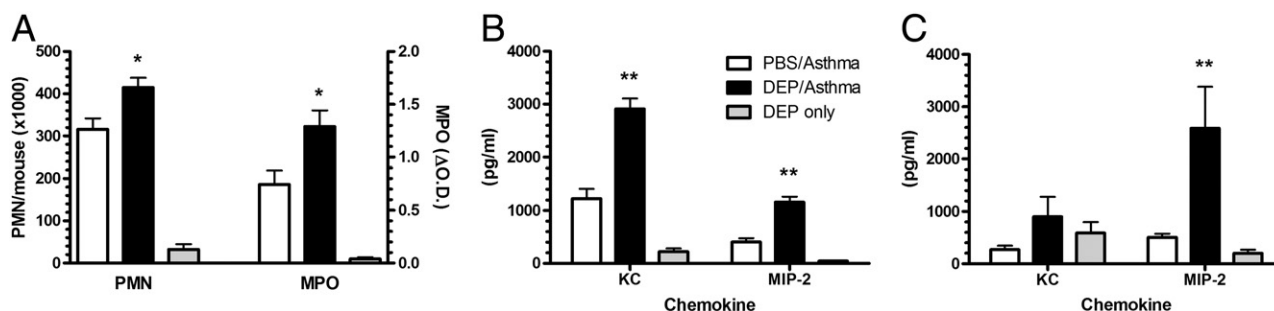 A
PMN/mouse (x1000)
500
400
300
200
100
0
*
*
PMN
MPO
2.0
1.5
1.0
0.5
0.0
MPO (ΔO.D.)
B
(pg/ml)
4000
3000
2000
1000
0
**
**
PBS/Asthma
DEP/Asthma
DEP only
KC
MIP-2
Chemokine
C
(pg/ml)
4000
3000
2000
1000
0
**
KC
MIP-2
Chemokine